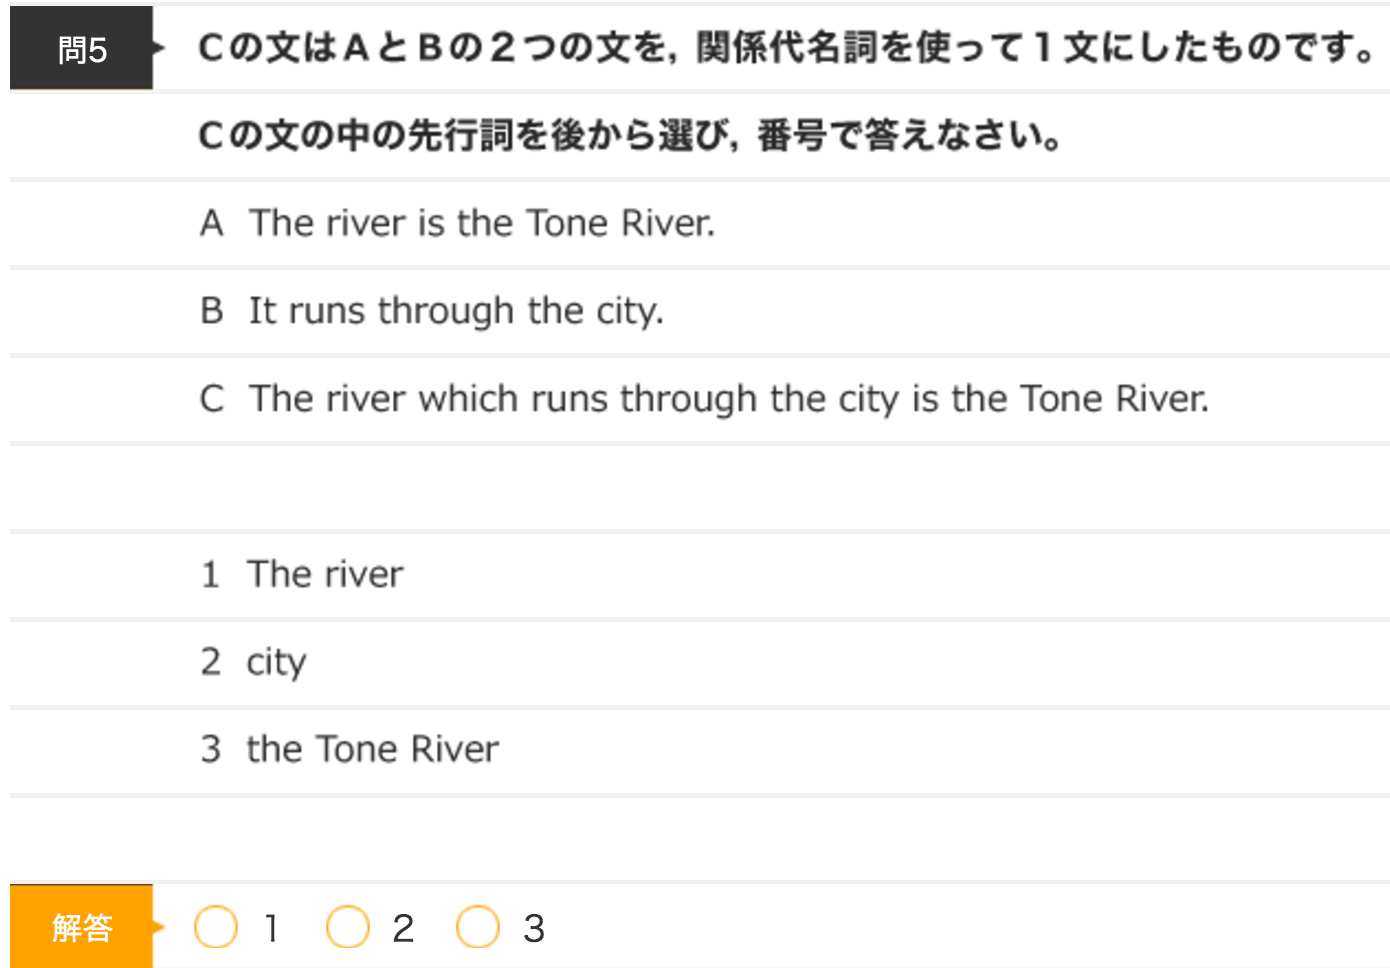 問5
Cの文はAとBの2つの文を, 関係代名詞を使って1文にしたものです。
Cの文の中の先行詞を後から選び, 番号で答えなさい。
A The river is the Tone River.
B It runs through the city.
C The river which runs through the city is the Tone River.
1 The river
2 city
3 the Tone River
解答 1 2 3